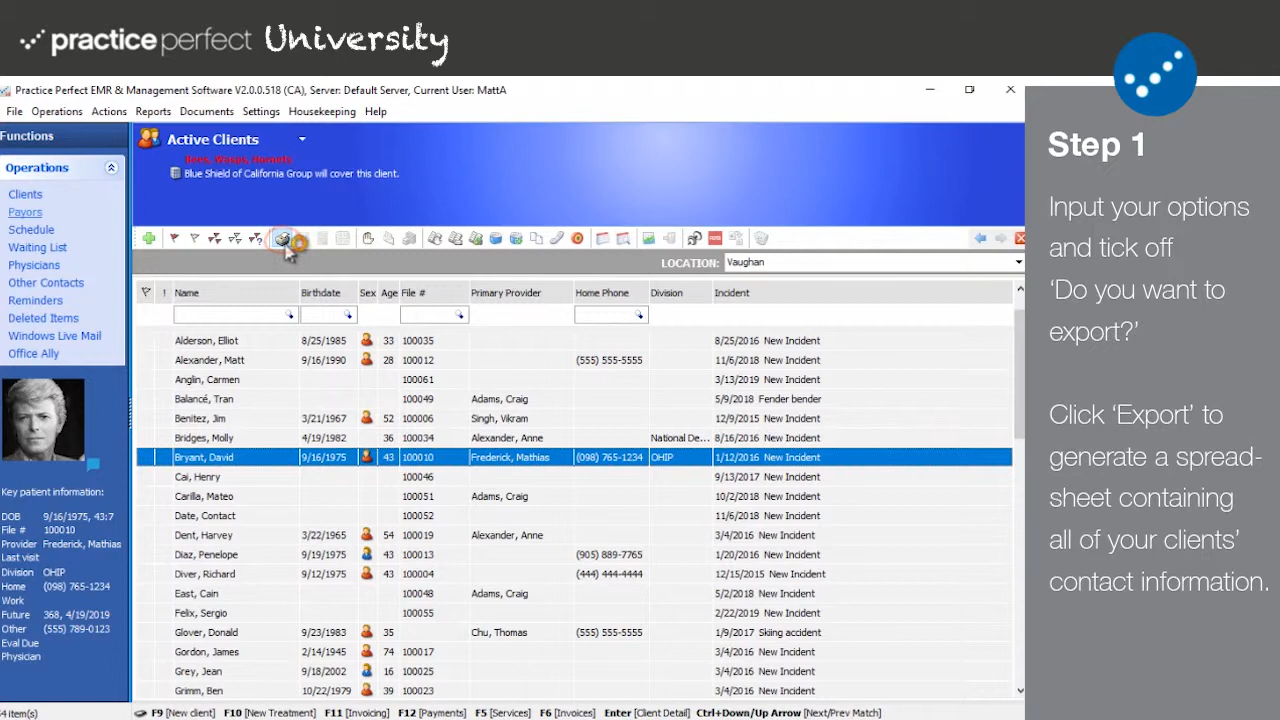 practice perfect University
Practice Perfect EMR & Management Software V2.0.0.518 (CA), Server: Default Server, Current User: MattA
File Operations Actions Reports Documents Settings Housekeeping Help
Functions
Operations
Clients
Payors
Schedule
Waiting List
Physicians
Other Contacts
Reminders
Deleted Items
Windows Live Mail
Office Ally
Key patient information:
DOB 9/16/1975, 43:7
File # 100010
Provider Frederick, Mathias
Last visit
Division OHIP
Home (098) 765-1234
Work
Future 368, 4/19/2019
Other (555) 789-0123
Eval Due
Physician
Active Clients
Bees, Wasps, Hornets
Blue Shield of California Group will cover this client.
LOCATION: Vaughan
! Name Birthdate Sex Age File # Primary Provider Home Phone Division Incident
Alderson, Elliot 8/25/1985 33 100035 8/25/2016 New Incident
Alexander, Matt 9/16/1990 28 100012 (555) 555-5555 11/6/2018 New Incident
Anglin, Carmen 100061 3/13/2019 New Incident
Balancé, Tran 100049 Adams, Craig 5/9/2018 Fender bender
Benitez, Jim 3/21/1967 52 100006 Singh, Vikram 12/9/2015 New Incident
Bridges, Molly 4/19/1982 36 100034 Alexander, Anne National De... 8/16/2016 New Incident
Bryant, David 9/16/1975 43 100010 Frederick, Mathias (098) 765-1234 OHIP 1/12/2016 New Incident
Cai, Henry 100046 9/13/2017 New Incident
Carilla, Mateo 100051 Adams, Craig 10/2/2018 New Incident
Date, Contact 100052 11/6/2018 New Incident
Dent, Harvey 3/22/1965 54 100019 Alexander, Anne 3/4/2016 New Incident
Diaz, Penelope 9/19/1975 43 100013 (905) 889-7765 1/20/2016 New Incident
Diver, Richard 9/12/1975 43 100004 (444) 444-4444 12/15/2015 New Incident
East, Cain 100048 Adams, Craig 5/2/2018 New Incident
Felix, Sergio 100055 2/22/2019 New Incident
Glover, Donald 9/23/1983 35 Chu, Thomas (555) 555-5555 1/9/2017 Skiing accident
Gordon, James 2/14/1945 74 100017 3/4/2016 New Incident
Grey, Jean 9/18/2002 16 100025 3/4/2016 New Incident
Grimm, Ben 10/22/1979 39 100023 3/4/2016 New Incident
4 item(s) F9 [New client] F10 [New Treatment] F11 [Invoicing] F12 [Payments] F5 [Services] F6 [Invoices] Enter [Client Detail] Ctrl+Down/Up Arrow [Next/Prev Match]
Step 1
Input your options
and tick off
‘Do you want to
export?’
Click ‘Export’ to
generate a spread-
sheet containing
all of your clients’
contact information.